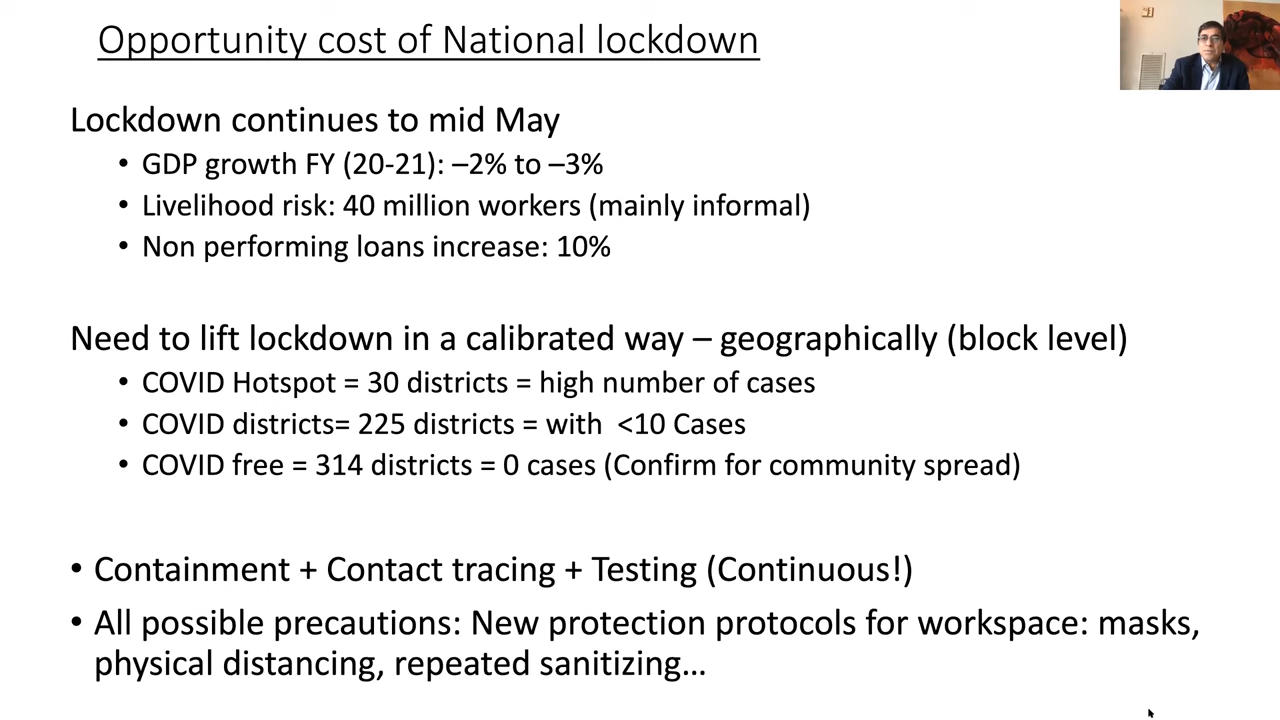 Opportunity cost of National lockdown
Lockdown continues to mid May
• GDP growth FY (20-21): –2% to –3%
• Livelihood risk: 40 million workers (mainly informal)
• Non performing loans increase: 10%
Need to lift lockdown in a calibrated way – geographically (block level)
• COVID Hotspot = 30 districts = high number of cases
• COVID districts= 225 districts = with  <10 Cases
• COVID free = 314 districts = 0 cases (Confirm for community spread)
• Containment + Contact tracing + Testing (Continuous!)
• All possible precautions: New protection protocols for workspace: masks,
physical distancing, repeated sanitizing…